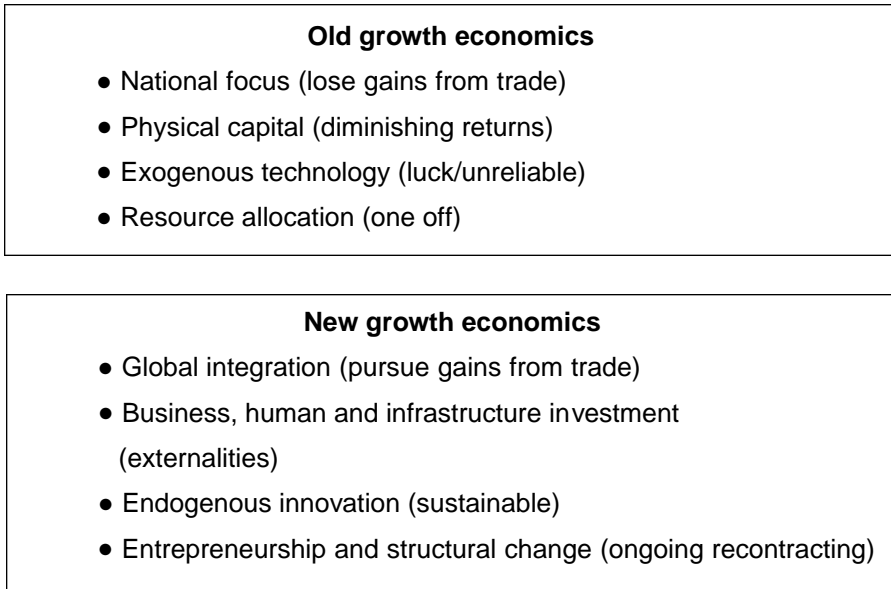 Old growth economics
● National focus (lose gains from trade)
● Physical capital (diminishing returns)
● Exogenous technology (luck/unreliable)
● Resource allocation (one off)
New growth economics
● Global integration (pursue gains from trade)
● Business, human and infrastructure investment
(externalities)
● Endogenous innovation (sustainable)
● Entrepreneurship and structural change (ongoing recontracting)